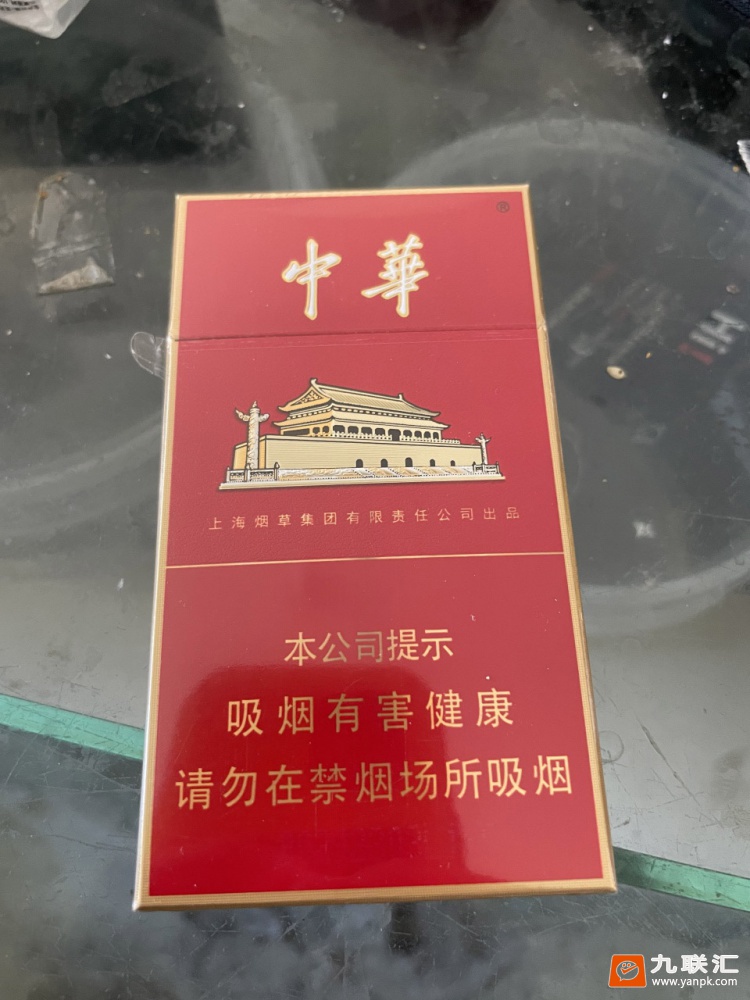 中華
®
上海烟草集团有限责任公司出品
本公司提示
吸烟有害健康
请勿在禁烟场所吸烟
九联汇
www.yanpk.com